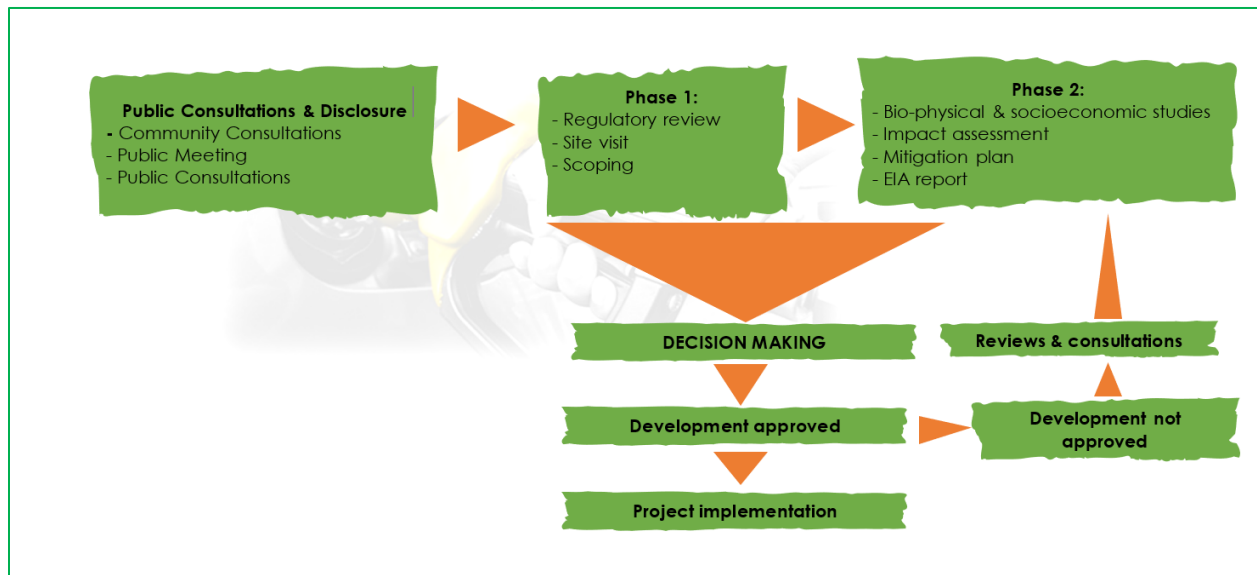 Public Consultations & Disclosure
- Community Consultations
- Public Meeting
- Public Consultations
Phase 1:
- Regulatory review
- Site visit
- Scoping
Phase 2:
- Bio-physical & socioeconomic studies
- Impact assessment
- Mitigation plan
- EIA report
DECISION MAKING
Reviews & consultations
Development approved
Development not
approved
Project implementation